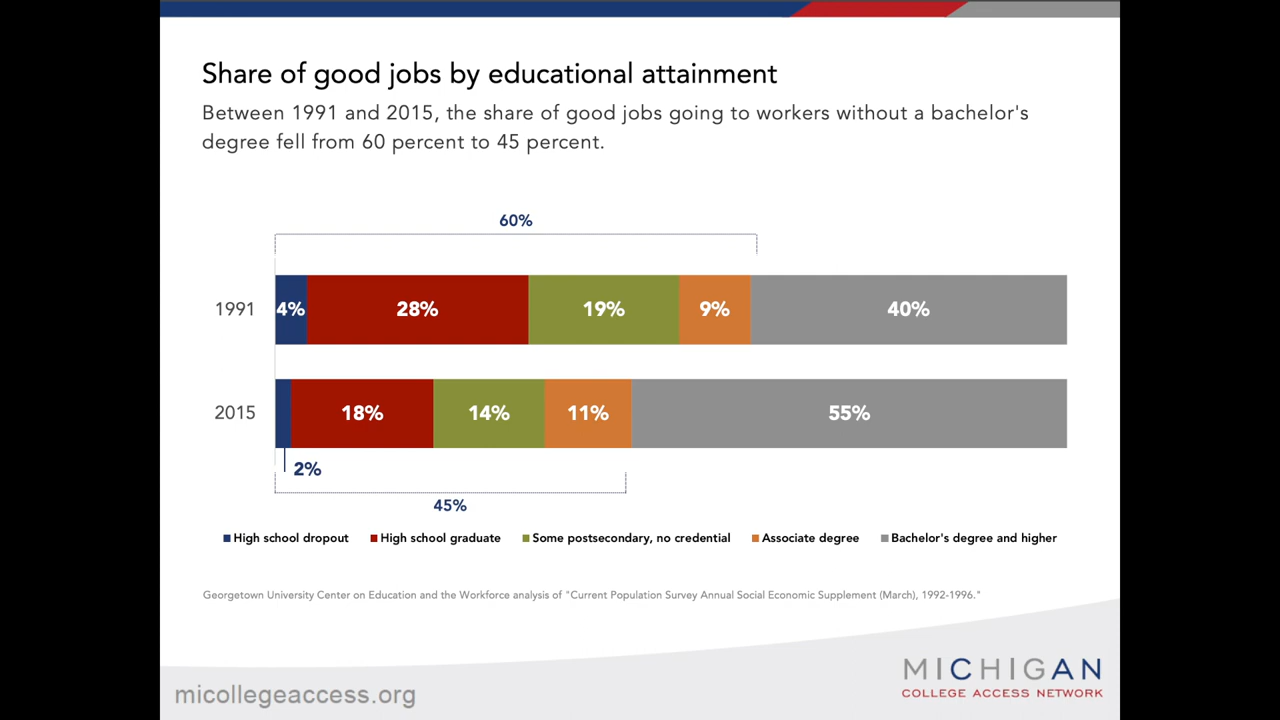 Share of good jobs by educational attainment
Between 1991 and 2015, the share of good jobs going to workers without a bachelor's
degree fell from 60 percent to 45 percent.
60%
1991
4%
28%
19%
9%
40%
2015
18%
14%
11%
55%
2%
45%
High school dropout
High school graduate
Some postsecondary, no credential
Associate degree
Bachelor's degree and higher
Georgetown University Center on Education and the Workforce analysis of "Current Population Survey Annual Social Economic Supplement (March), 1992-1996."
micollegeaccess.org
MICHIGAN
COLLEGE ACCESS NETWORK